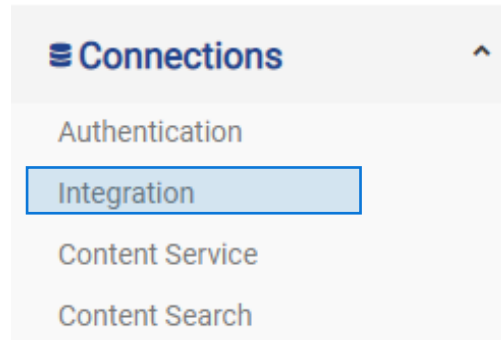 Connections
Authentication
Integration
Content Service
Content Search